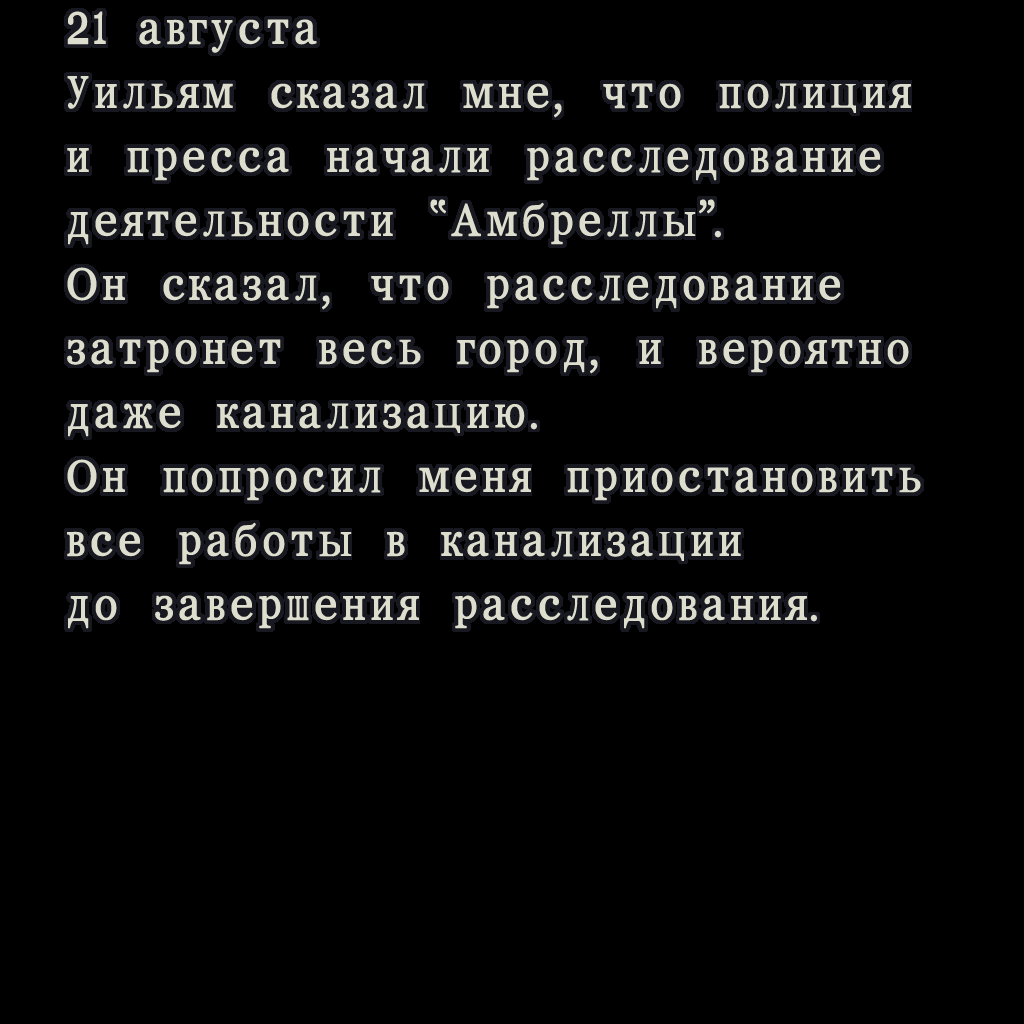 21 августа
Уильям сказал мне, что полиция
и пресса начали расследование
деятельности “Амбреллы”.
Он сказал, что расследование
затронет весь город, и вероятно
даже канализацию.
Он попросил меня приостановить
все работы в канализации
до завершения расследования.